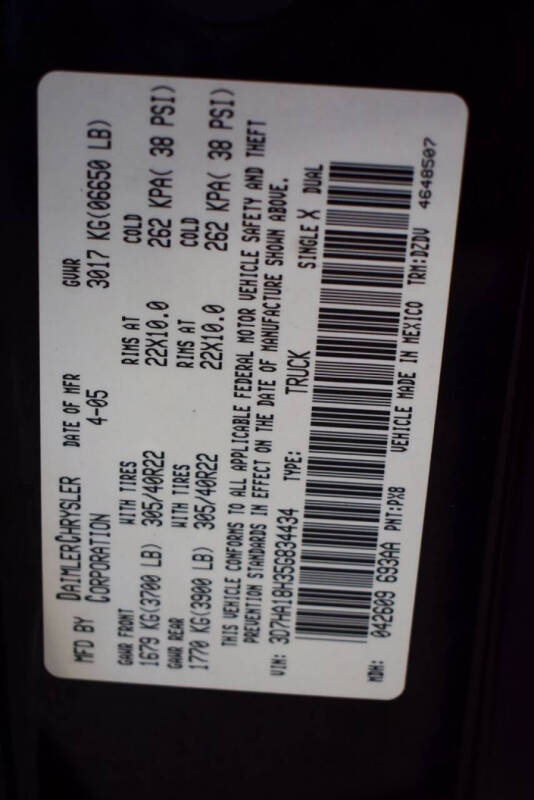 MFD BY DAIMLERCHRYSLER CORPORATION DATE OF MFR 4-05 GVWR 3017 KG(06650 LB)
GAWR FRONT WITH TIRES RIMS AT COLD
1679 KG(3700 LB) 305/40R22 22X10.0 262 KPA( 38 PSI)
GAWR REAR WITH TIRES RIMS AT COLD
1770 KG(3900 LB) 305/40R22 22X10.0 262 KPA( 38 PSI)
THIS VEHICLE CONFORMS TO ALL APPLICABLE FEDERAL MOTOR VEHICLE SAFETY AND THEFT
PREVENTION STANDARDS IN EFFECT ON THE DATE OF MANUFACTURE SHOWN ABOVE.
VIN: 3D7HA18H35G834434 TYPE: TRUCK SINGLE X DUAL
MDH: 042609 693AA PNT:PX8 VEHICLE MADE IN MEXICO TRM:DZDV
4648507